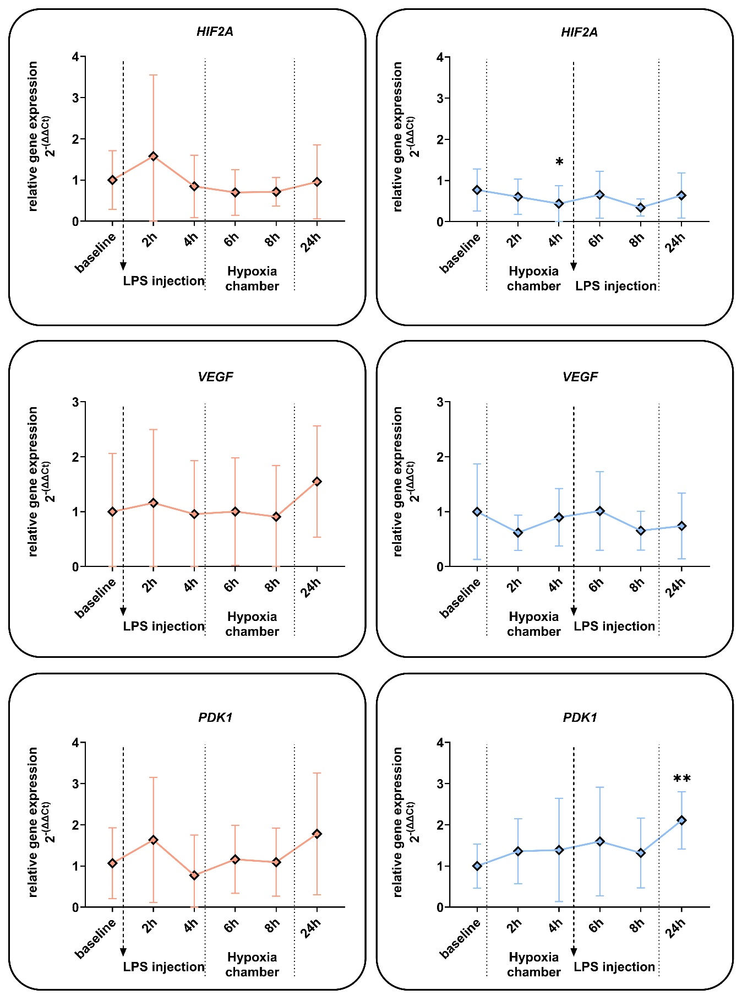 HIF2A
relative gene expression
2-(ΔΔCt)
4
3
2
1
0
baseline
2h
4h
6h
8h
24h
LPS injection
Hypoxia
chamber
HIF2A
relative gene expression
2-(ΔΔCt)
4
3
2
1
0
*
baseline
2h
4h
6h
8h
24h
Hypoxia
chamber
LPS injection
VEGF
relative gene expression
2-(ΔΔCt)
3
2
1
0
baseline
2h
4h
6h
8h
24h
LPS injection
Hypoxia
chamber
VEGF
relative gene expression
2-(ΔΔCt)
3
2
1
0
baseline
2h
4h
6h
8h
24h
Hypoxia
chamber
LPS injection
PDK1
relative gene expression
2-(ΔΔCt)
4
3
2
1
0
baseline
2h
4h
6h
8h
24h
LPS injection
Hypoxia
chamber
PDK1
relative gene expression
2-(ΔΔCt)
4
3
2
1
0
**
baseline
2h
4h
6h
8h
24h
Hypoxia
chamber
LPS injection